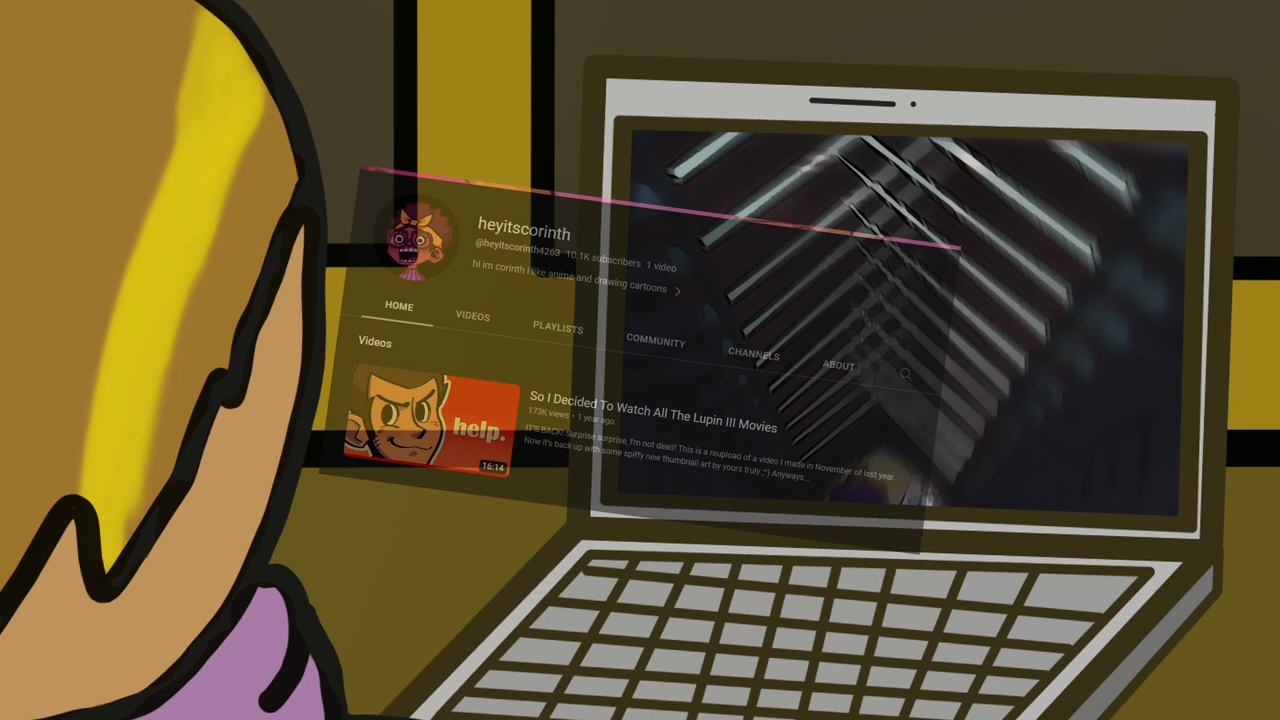 heyitscorinth
@heyitscorinth4263 10.1K subscribers 1 video
hi im corinth i like anime and drawing cartoons
HOME VIDEOS PLAYLISTS COMMUNITY CHANNELS ABOUT
Videos
help.
16:14
So I Decided To Watch All The Lupin III Movies
173K views • 1 year ago
IT'S BACK! Surprise surprise, I'm not dead! This is a reupload of a video I made in November of last year.
Now it's back up with some spiffy new thumbnail art by yours truly ;") Anyways...